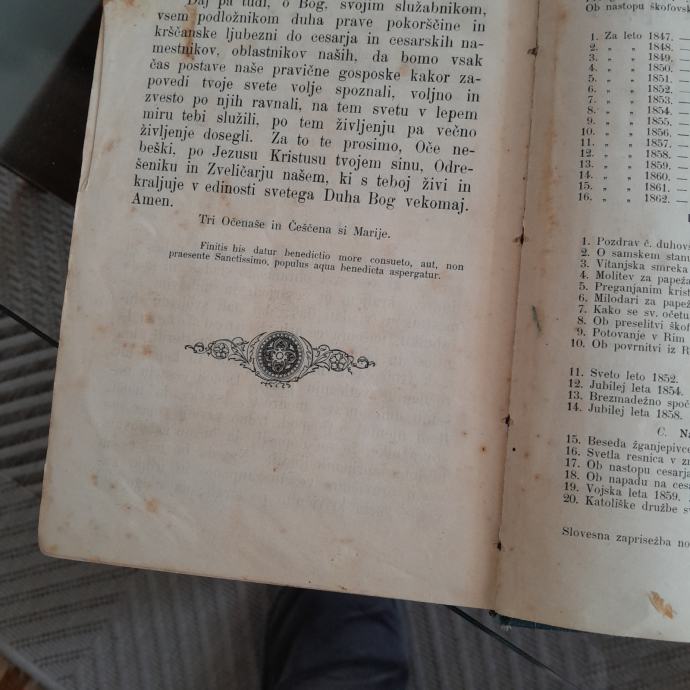 Daj pa tudi, o Bog, svojim služabnikom,
vsem podložnikom duha prave pokorščine in
krščanske ljubezni do cesarja in cesarskih na-
mestnikov, oblastnikov naših, da bomo vsak
čas postave naše pravične gosposke kakor za-
povedi tvoje svete volje spoznali, voljno in
zvesto po njih ravnali, na tem svetu v lepem
miru tebi služili, po tem življenju pa večno
življenje dosegli. Za to te prosimo, Oče ne-
beški, po Jezusu Kristusu tvojem sinu, Odre-
šeniku in Zveličarju našem, ki s teboj živi in
kraljuje v edinosti svetega Duha Bog vekomaj.
Amen.
Tri Očenaše in Češčena si Marije.
Finitis his datur benedictio more consueto, aut, non
praesente Sanctissimo, populus aqua benedicta aspergatur.
Ob nastopu škofovsk
1. Za leto 1847.
2. „ „ 1848.
3. „ „ 1849.
4. „ „ 1850.
5. „ „ 1851.
6. „ „ 1852.
7. „ „ 1853.
8. „ „ 1854.
9. „ „ 1855.
10. „ „ 1856.
11. „ „ 1857.
12. „ „ 1858.
13. „ „ 1859.
14. „ „ 1860.
15. „ „ 1861.
16. „ „ 1862.
1. Pozdrav č. duhov
2. O samskem stanu
3. Vitanjska smreka
4. Molitev za papeža
5. Preganjanim krist
6. Milodari za papež
7. Kako se sv. očetu
8. Ob preselitvi škof
9. Potovanje v Rim
10. Ob povrnitvi iz R
11. Sveto leto 1852.
12. Jubilej leta 1854.
13. Brezmadežno spoč
14. Jubilej leta 1858.
C. Na
15. Beseda žganjepivce
16. Svetla resnica v zm
17. Ob nastopu cesarja
18. Ob napadu na cesa
19. Vojska leta 1859.
20. Katoliške družbe s
Slovesna zaprisežba no